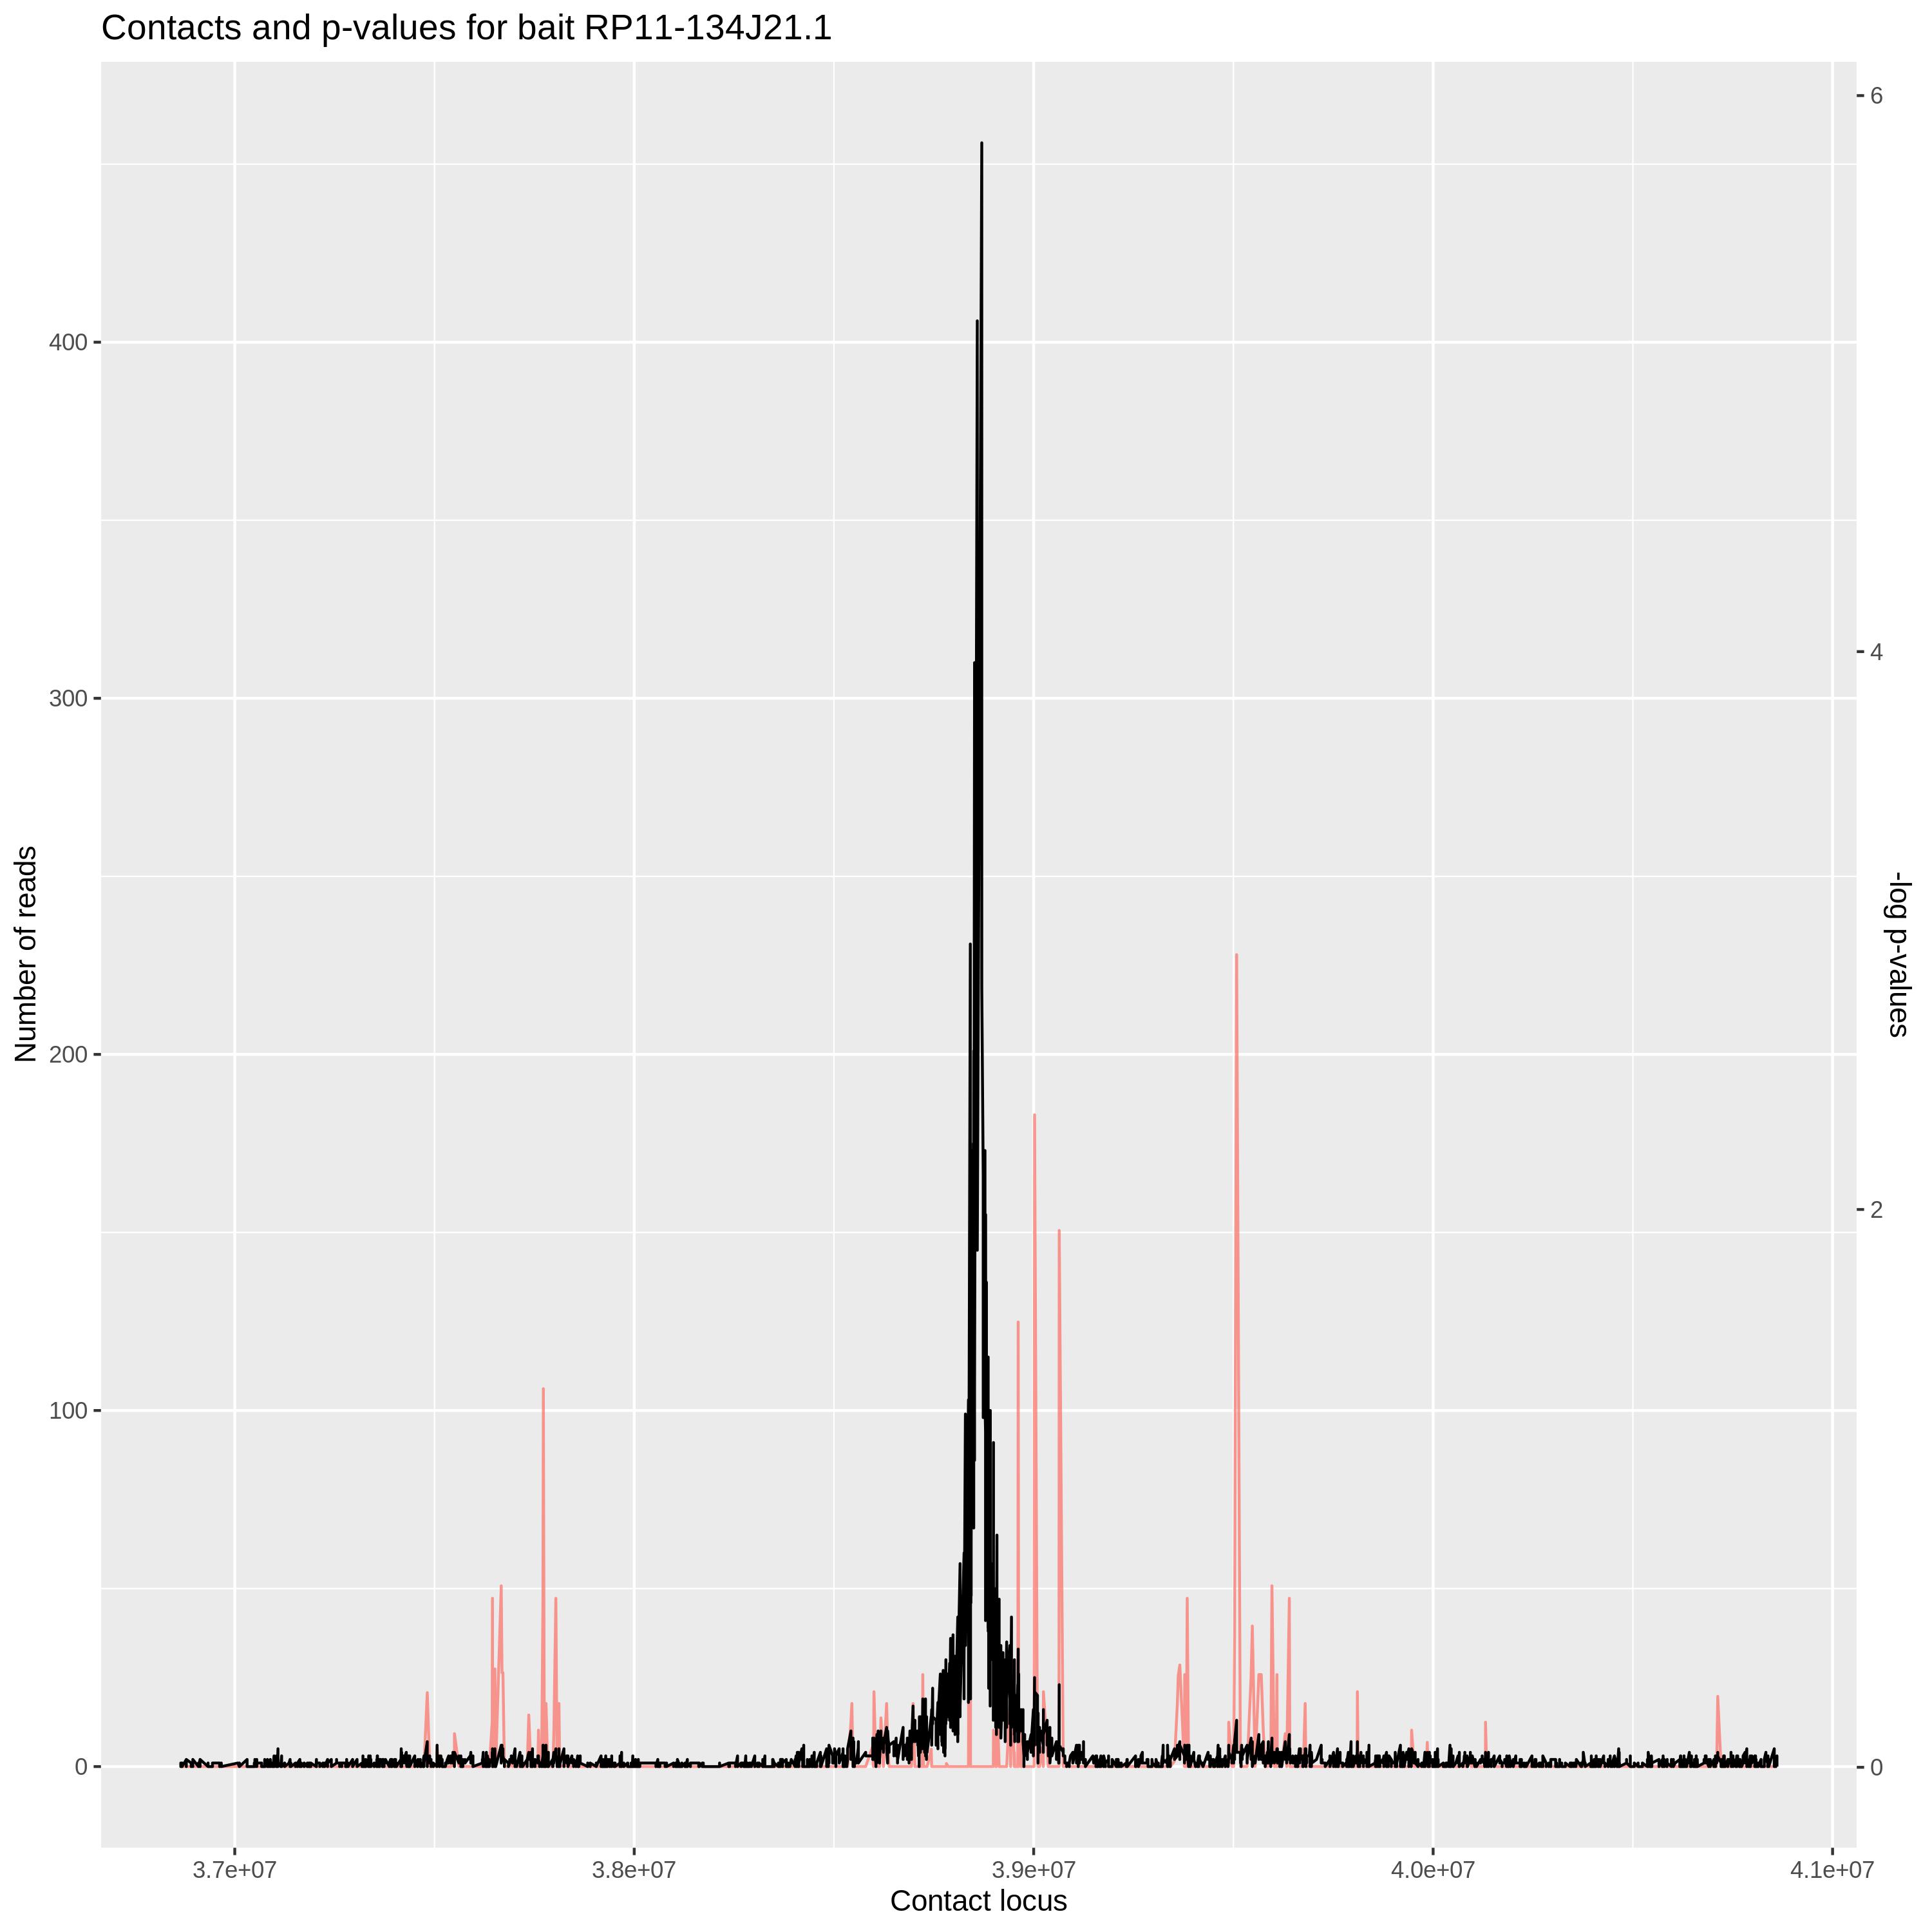 Contacts and p-values for bait RP11-134J21.1
6
400
4
300
Number of reads
-log p-values
200
2
100
0
0
3.7e+07
3.8e+07
3.9e+07
4.0e+07
4.1e+07
Contact locus